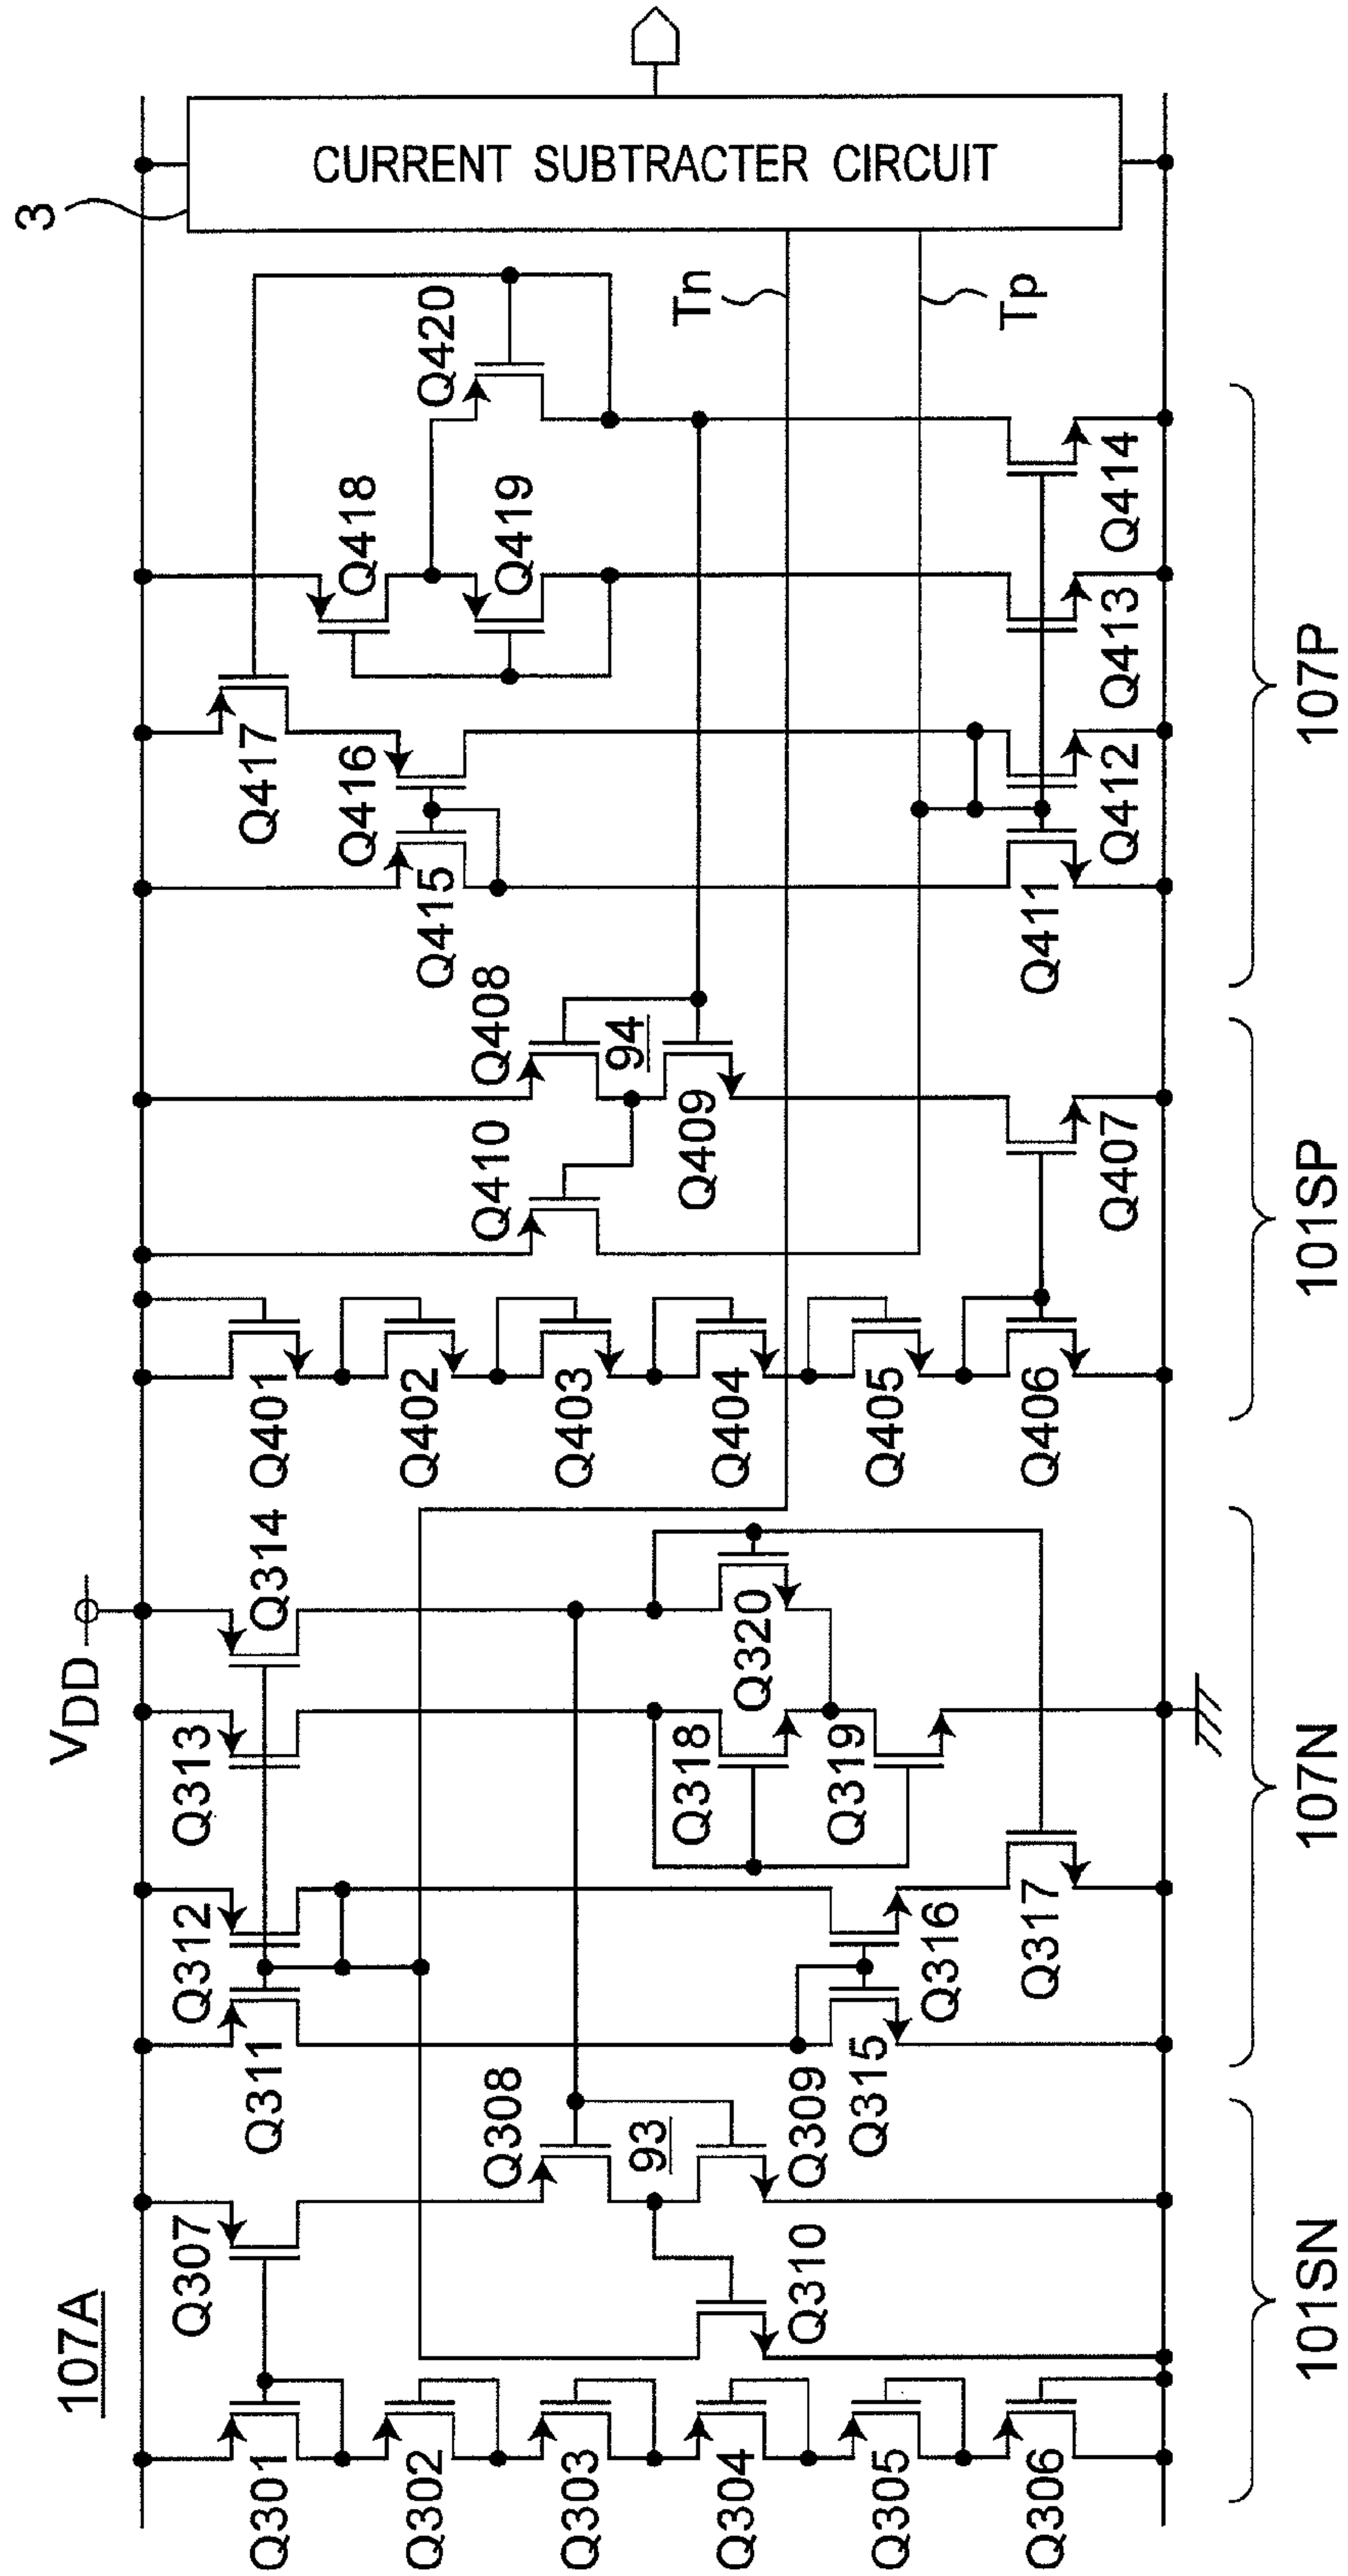 107A
VDD
3
Q301
Q302
Q303
Q304
Q305
Q306
Q307
Q308
93
Q309
Q310
Q311
Q312
Q313
Q314
Q315
Q316
Q317
Q318
Q319
Q320
Q401
Q402
Q403
Q404
Q405
Q406
Q410
Q408
94
Q409
Q407
Q415
Q416
Q417
Q418
Q419
Q420
Q411
Q412
Q413
Q414
Tn
Tp
CURRENT SUBTRACTER CIRCUIT
101SN
107N
101SP
107P